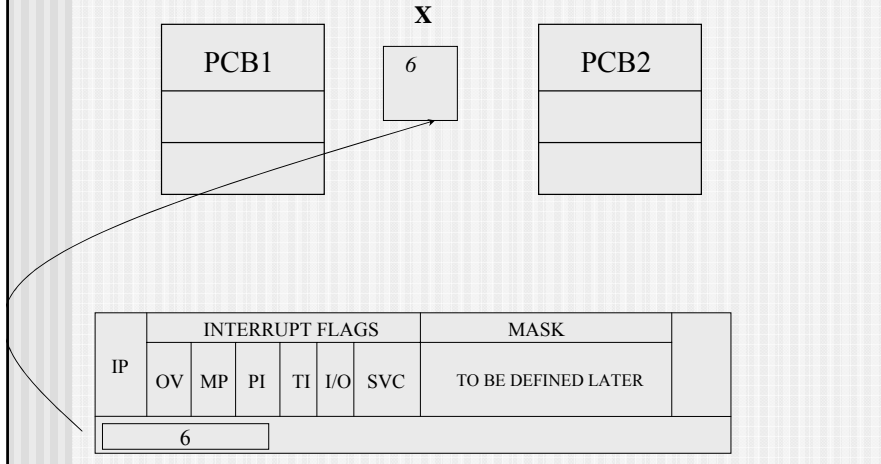 X
PCB1
6
PCB2
INTERRUPT FLAGS
MASK
IP
OV
MP
PI
TI
I/O
SVC
TO BE DEFINED LATER
6